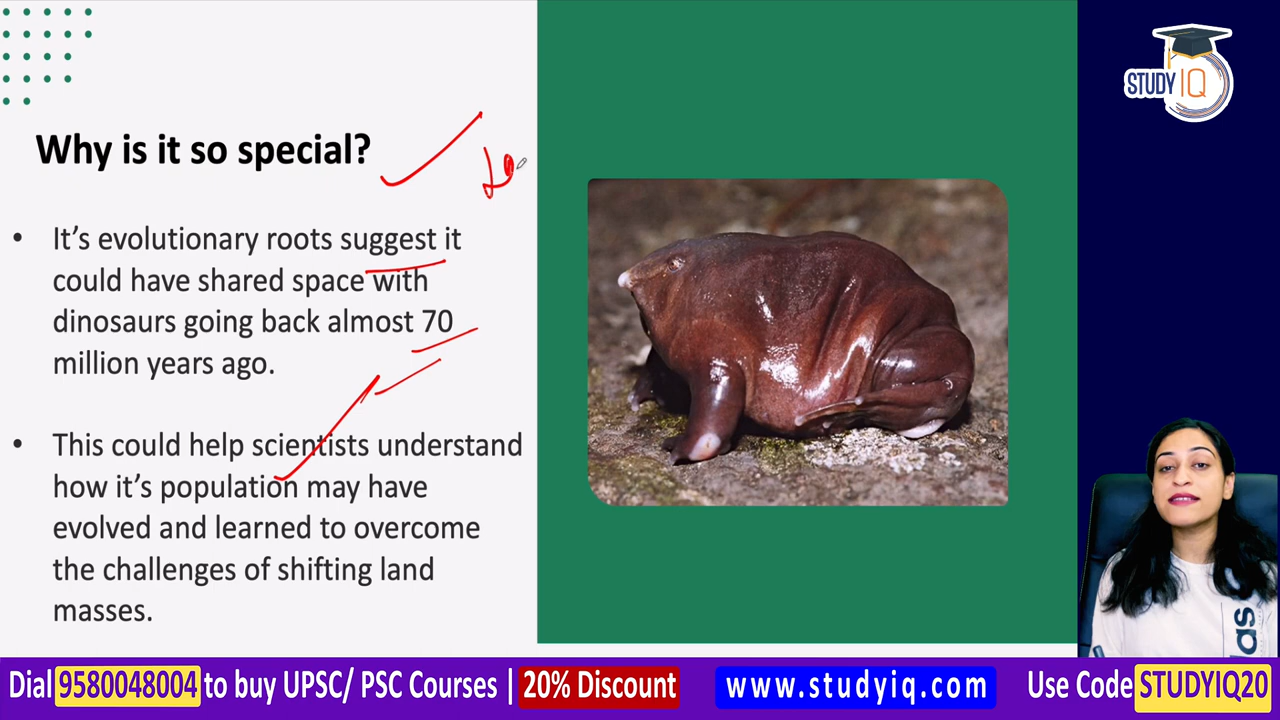 STUDY IQ
Why is it so special?
• It's evolutionary roots suggest it
could have shared space with
dinosaurs going back almost 70
million years ago.
• This could help scientists understand
how it's population may have
evolved and learned to overcome
the challenges of shifting land
masses.
das
Dial 9580048004 to buy UPSC/ PSC Courses | 20% Discount www.studyiq.com Use Code STUDYIQ20